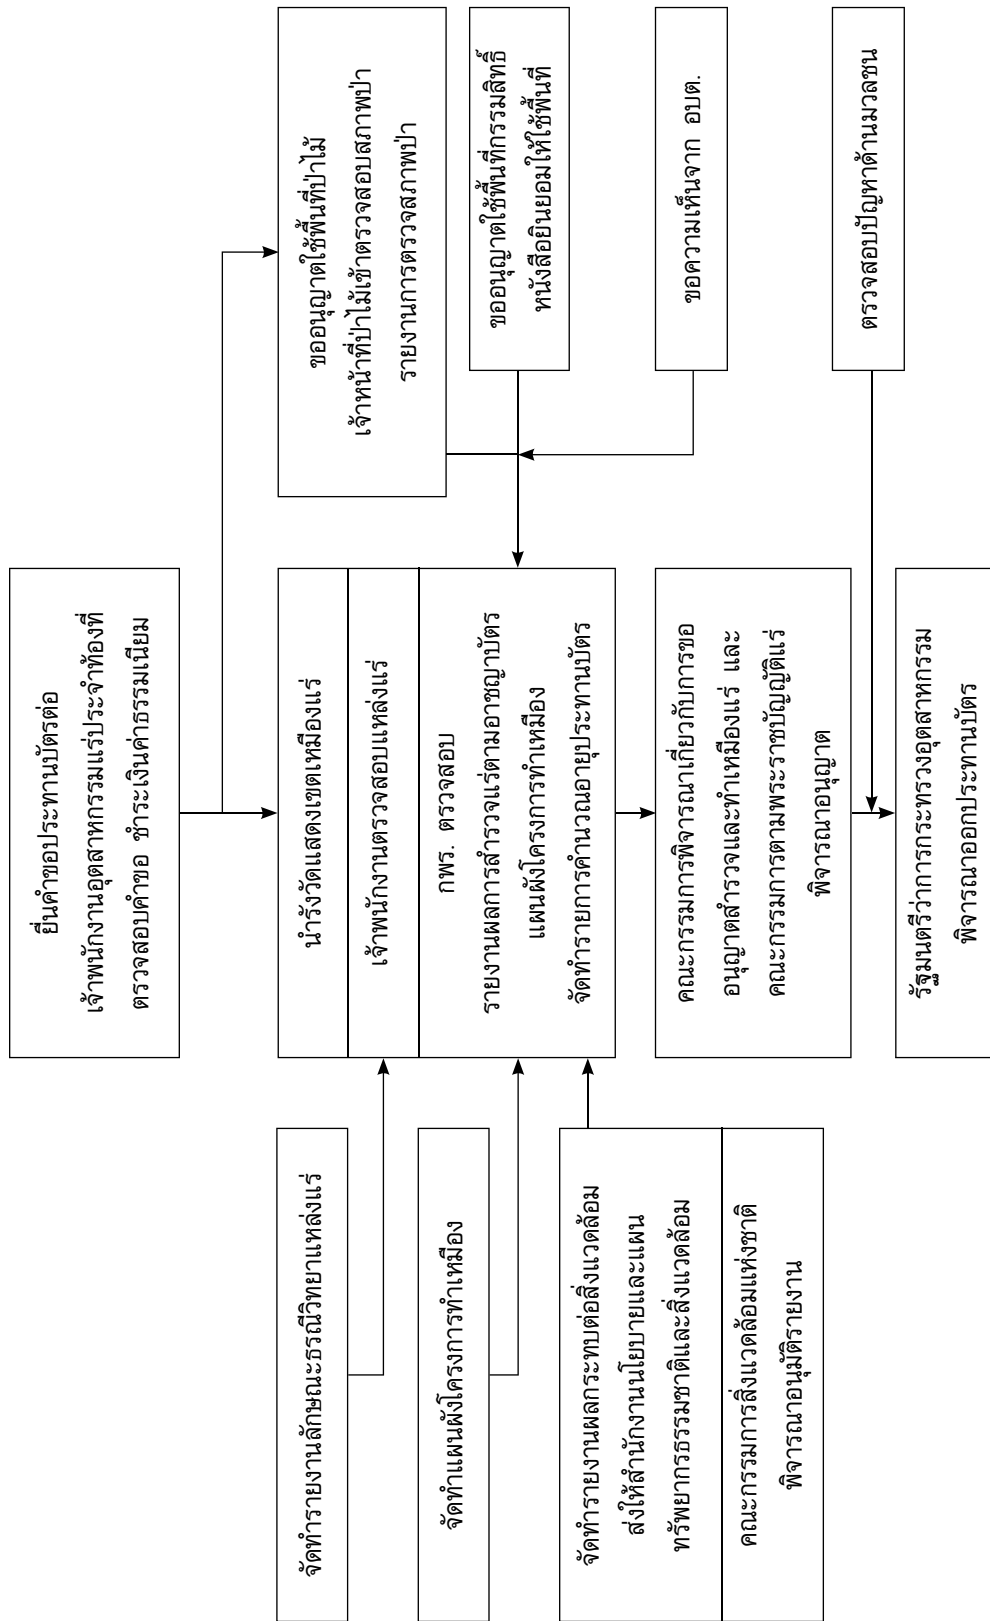 ยื่นคำขอประทานบัตรต่อ
เจ้าพนักงานอุตสาหกรรมแร่ประจำท้องที่
ตรวจสอบคำขอ ชำระเงินค่าธรรมเนียม
ขออนุญาตใช้พื้นที่ป่าไม้
เจ้าหน้าที่ป่าไม้เข้าตรวจสอบสภาพป่า
รายงานการตรวจสภาพป่า
ขออนุญาตใช้พื้นที่กรรมสิทธิ์
หนังสือยินยอมให้ใช้พื้นที่
ขอความเห็นจาก อบต.
ตรวจสอบปัญหาด้านมวลชน
นำรังวัดแสดงเขตเหมืองแร่
เจ้าพนักงานตรวจสอบแหล่งแร่
กพร. ตรวจสอบ
รายงานผลการสำรวจแร่ตามอาชญาบัตร
แผนผังโครงการทำเหมือง
จัดทำรายการคำนวณอายุประทานบัตร
คณะกรรมการพิจารณาเกี่ยวกับการขอ
อนุญาตสำรวจและทำเหมืองแร่ และ
คณะกรรมการตามพระราชบัญญัติแร่
พิจารณาอนุญาต
รัฐมนตรีว่าการกระทรวงอุตสาหกรรม
พิจารณาออกประทานบัตร
จัดทำรายงานลักษณะธรณีวิทยาแหล่งแร่
จัดทำแผนผังโครงการทำเหมือง
จัดทำรายงานผลกระทบต่อสิ่งแวดล้อม
ส่งให้สำนักงานนโยบายและแผน
ทรัพยากรธรรมชาติและสิ่งแวดล้อม
คณะกรรมการสิ่งแวดล้อมแห่งชาติ
พิจารณาอนุมัติรายงาน